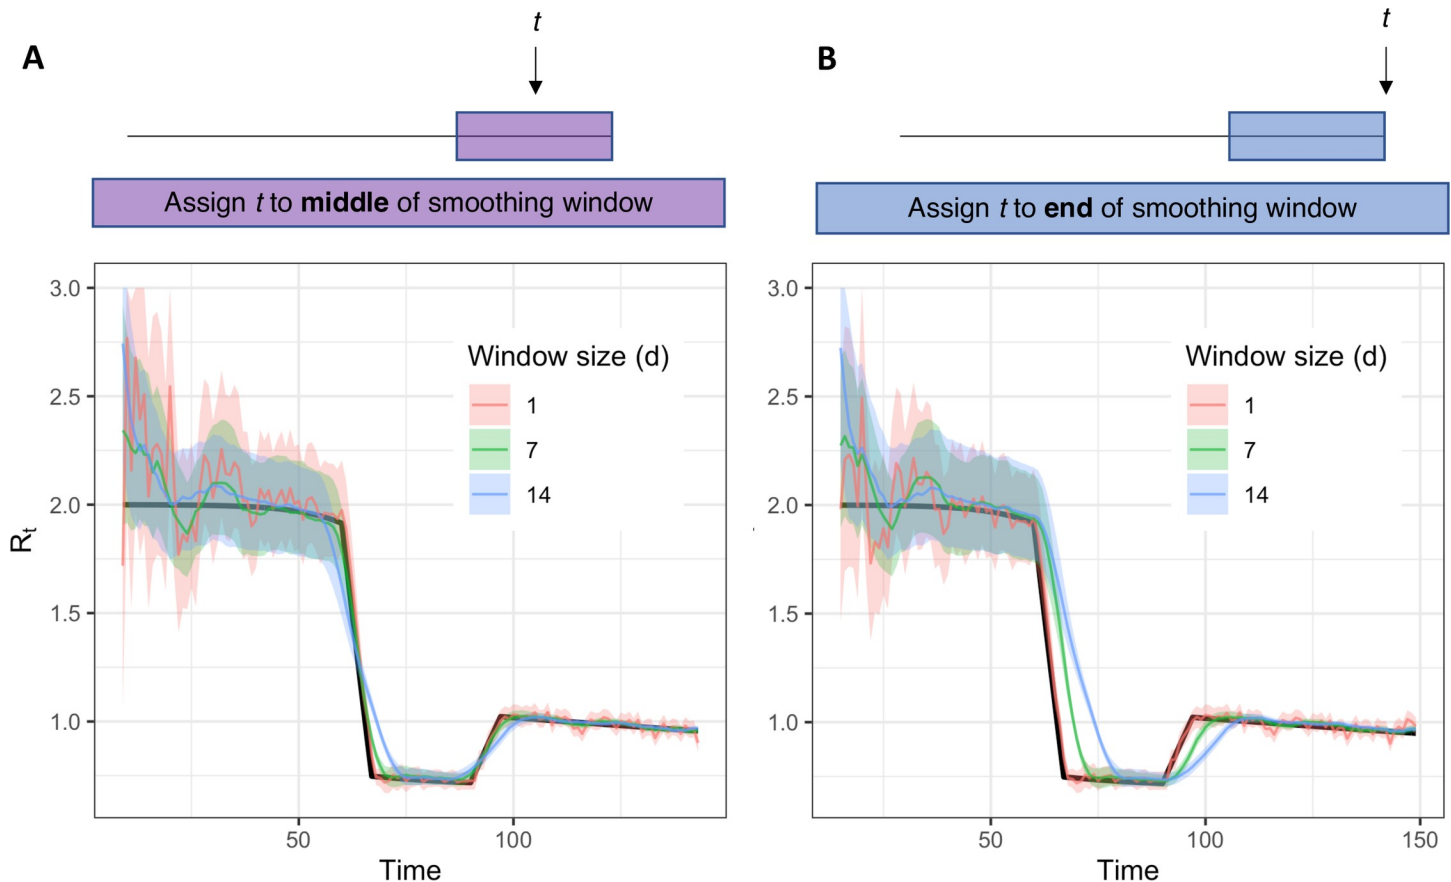 A
t
Assign t to middle of smoothing window
3.0
2.5
2.0
1.5
1.0
Rt
Window size (d)
1
7
14
50
100
Time
B
t
Assign t to end of smoothing window
3.0
2.5
2.0
1.5
1.0
Window size (d)
1
7
14
50
100
150
Time